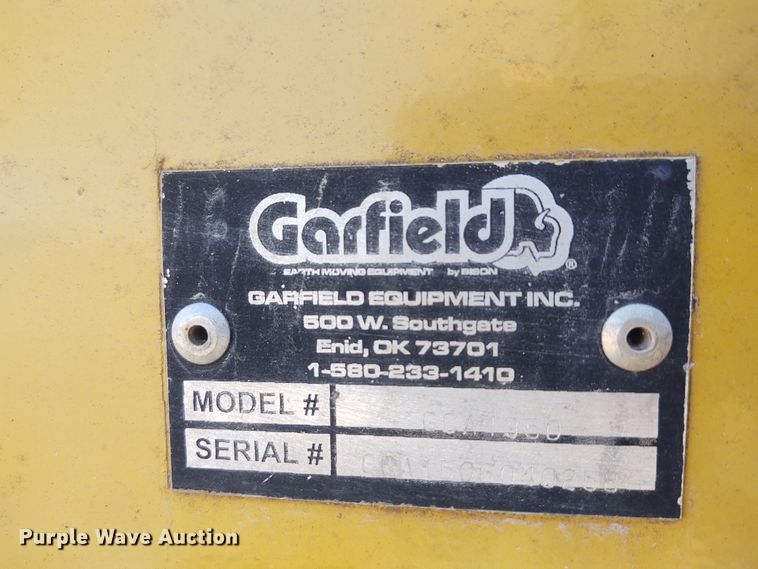 Garfield®
EARTH MOVING EQUIPMENT by BISON
GARFIELD EQUIPMENT INC.
500 W. Southgate
Enid, OK 73701
1-580-233-1410
MODEL #
SERIAL #
Purple Wave Auction